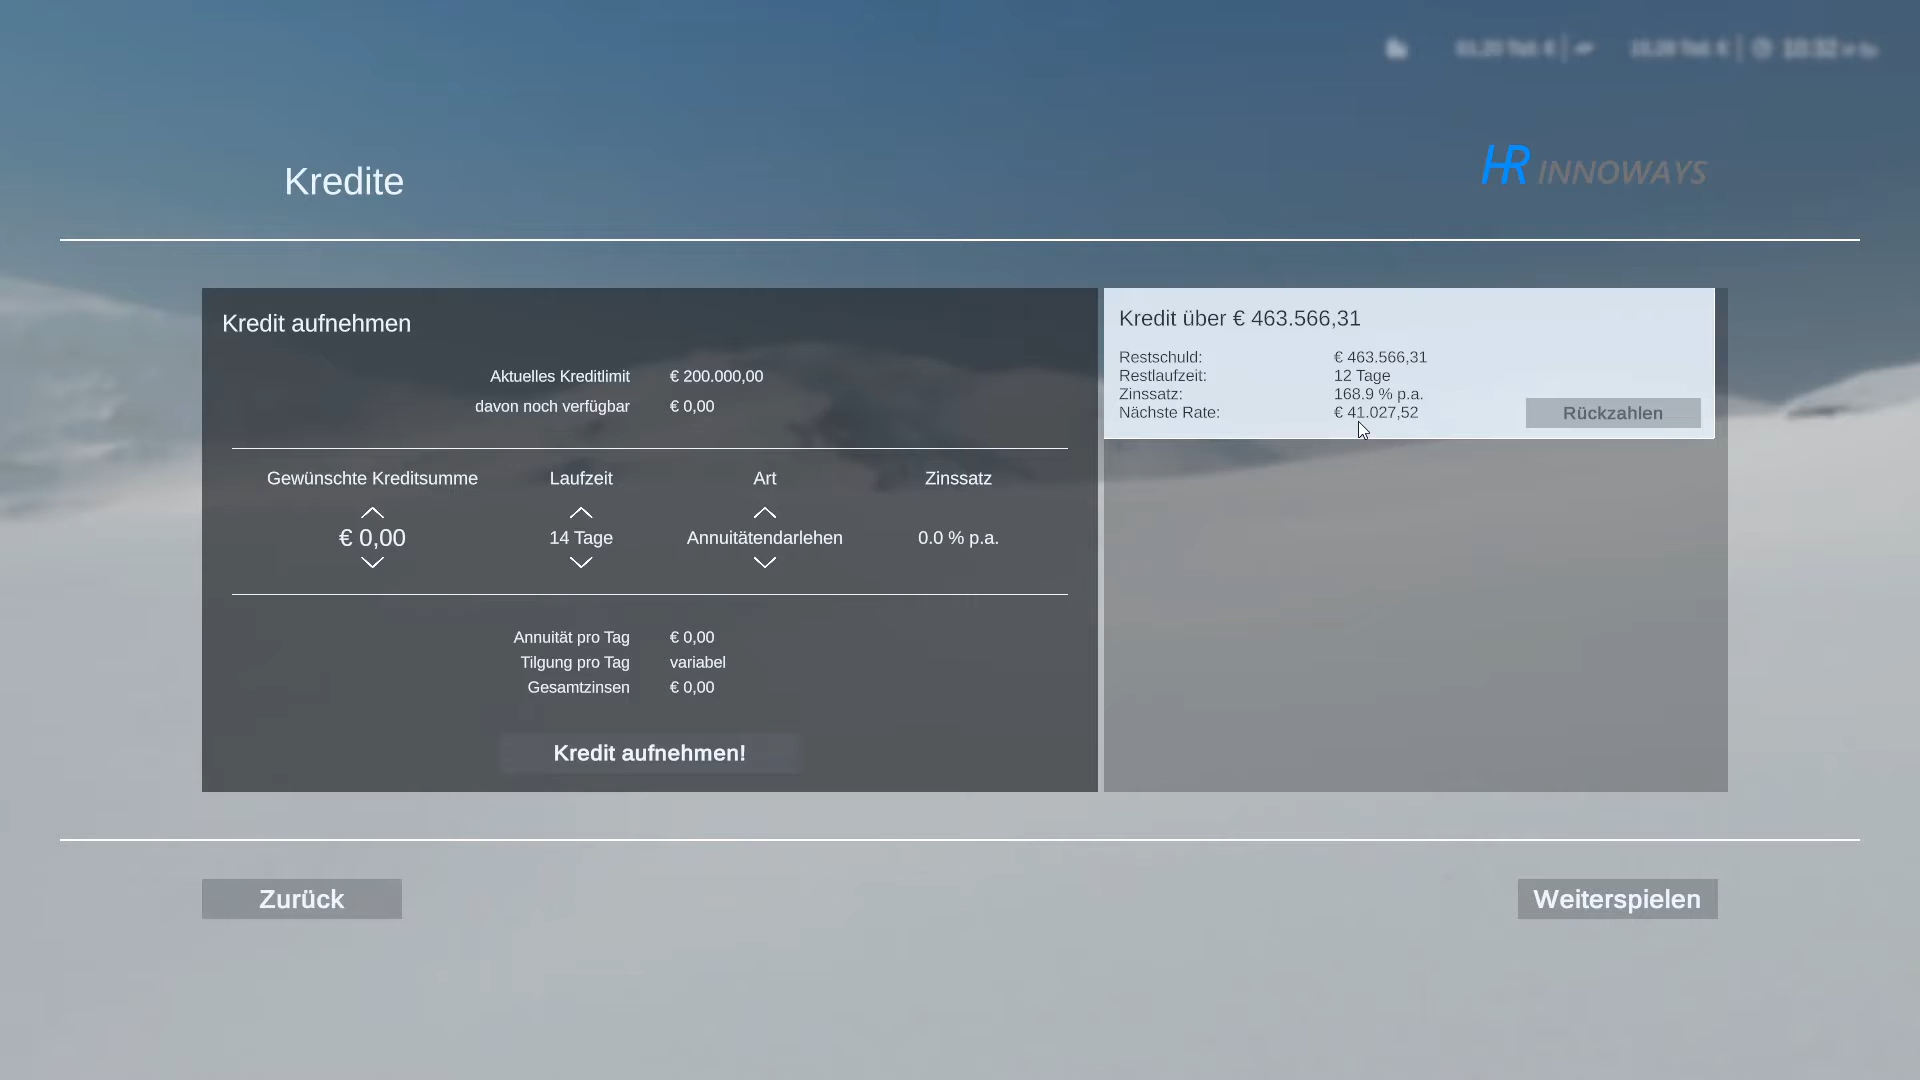 Kredite
HR INNOWAYS
Kredit aufnehmen
Aktuelles Kreditlimit € 200.000,00
davon noch verfügbar € 0,00
Gewünschte Kreditsumme Laufzeit Art Zinssatz
€ 0,00 14 Tage Annuitätendarlehen 0.0 % p.a.
Annuität pro Tag € 0,00
Tilgung pro Tag variabel
Gesamtzinsen € 0,00
Kredit aufnehmen!
Kredit über € 463.566,31
Restschuld: € 463.566,31
Restlaufzeit: 12 Tage
Zinssatz: 168.9 % p.a.
Nächste Rate: € 41.027,52
Rückzahlen
Zurück
Weiterspielen